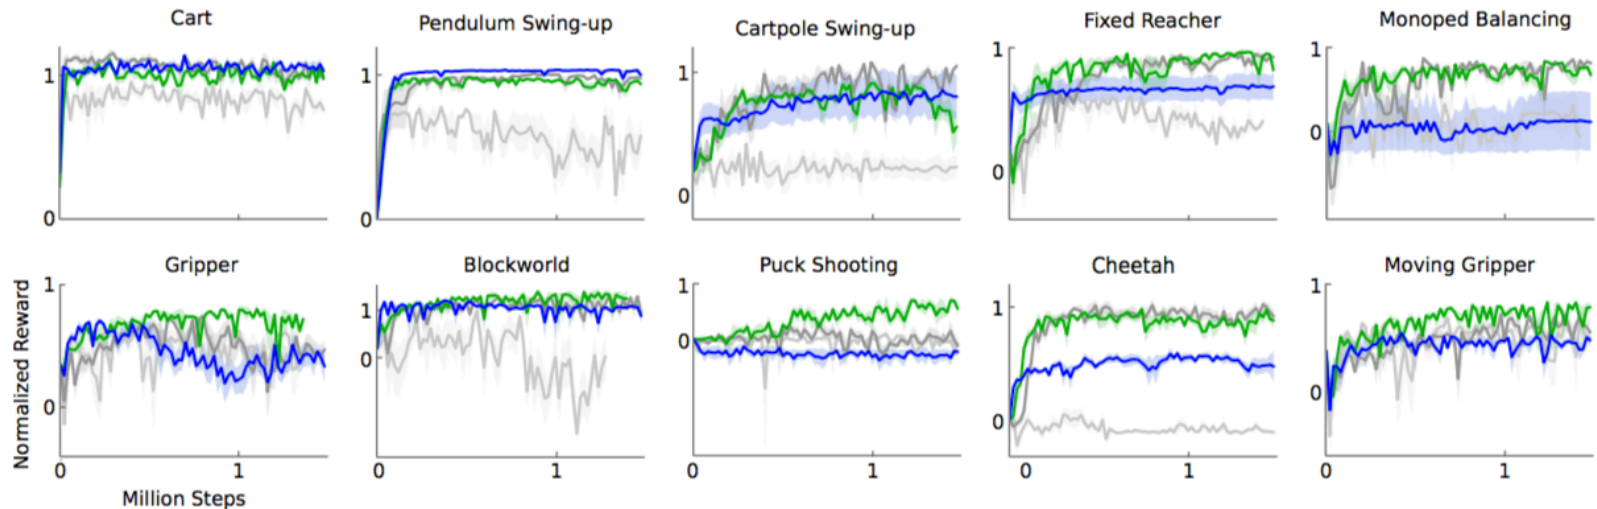 Cart
Pendulum Swing-up
Cartpole Swing-up
Fixed Reacher
Monoped Balancing
1
0
1
0
1
0
1
0
1
0
Gripper
Blockworld
Puck Shooting
Cheetah
Moving Gripper
Normalized Reward
1
0
1
0
1
0
1
0
1
0
0 1
0 1
0 1
0 1
0 1
Million Steps